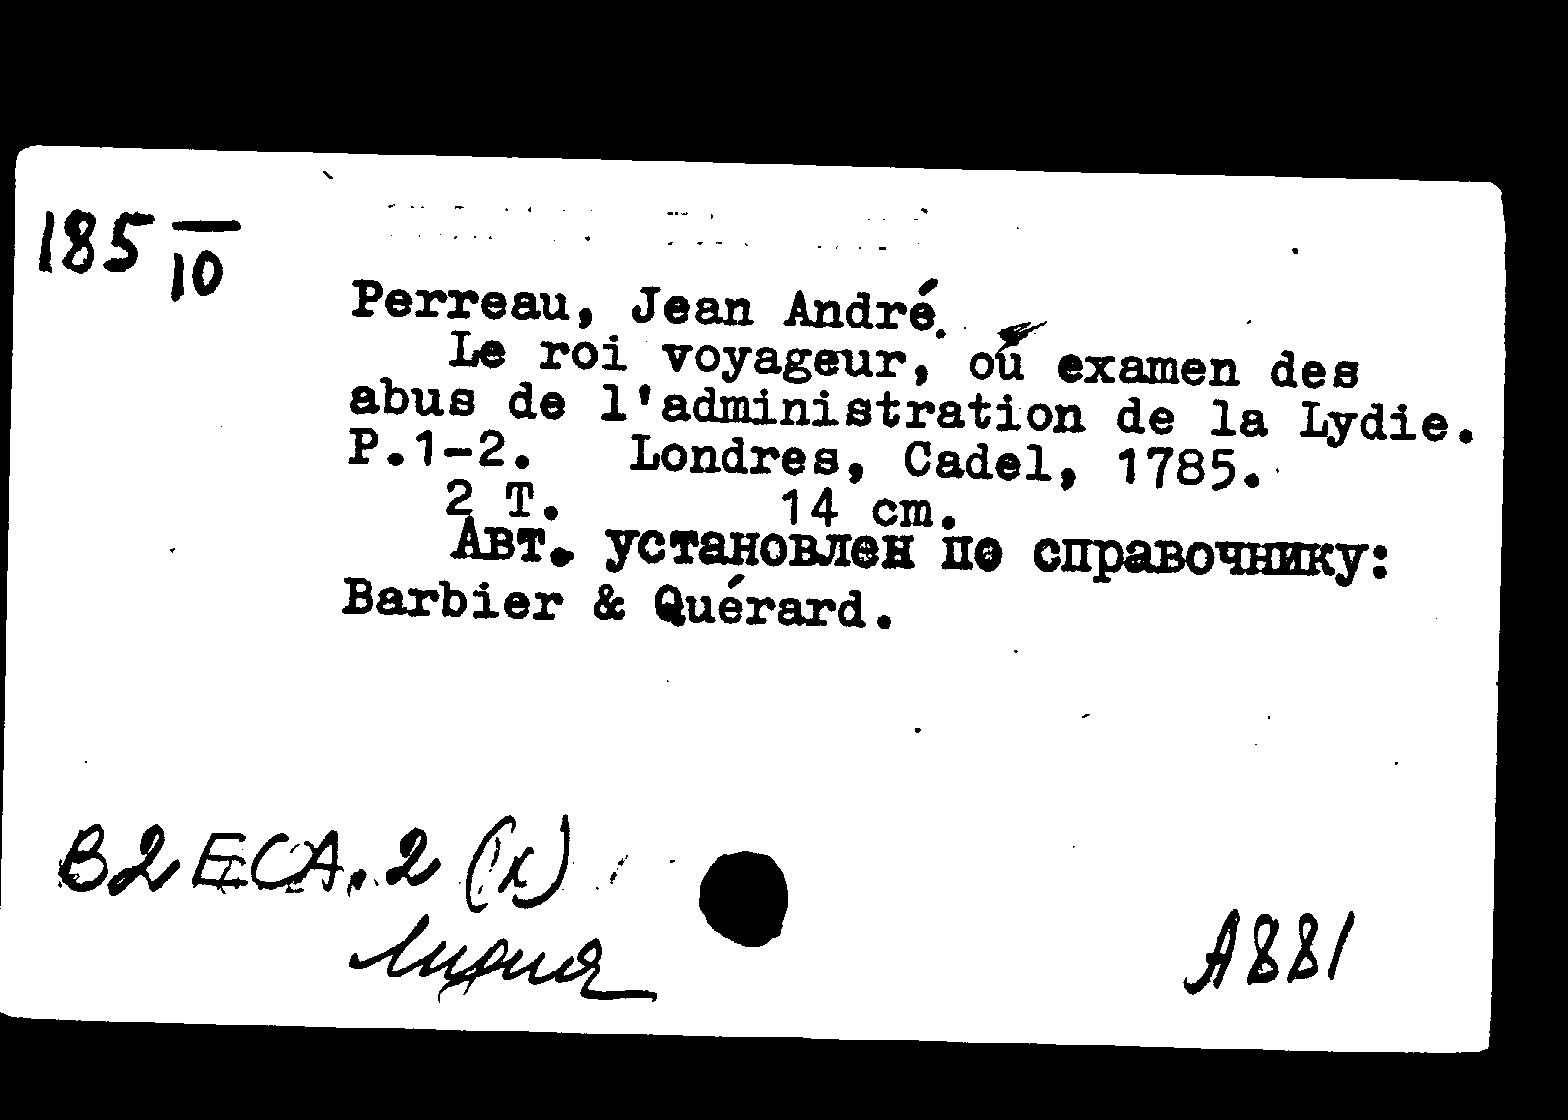 185 —
10
Perreau, Jean André.
Le roi voyageur, où examen des
abus de l'administration de la Lydie.
P.1-2. Londres, Cadel, 1785.
2 T. 14 cm.
Авт. установлен по справочнику:
Barbier & Quérard.
B2 ECA. 2 (x)
Лидия
A881